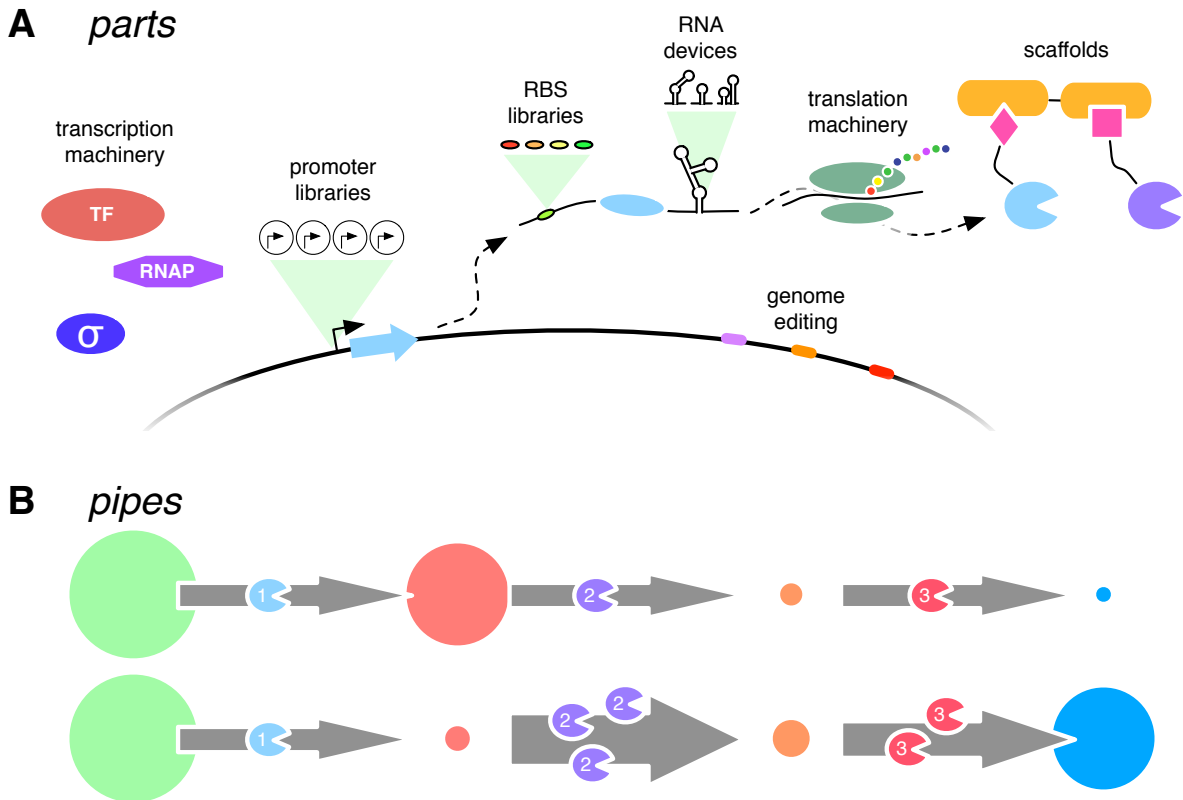 A parts
transcription
machinery
TF
RNAP
σ
promoter
libraries
RBS
libraries
RNA
devices
translation
machinery
scaffolds
genome
editing
B pipes
1 2 3
1 2 2 2 3 3